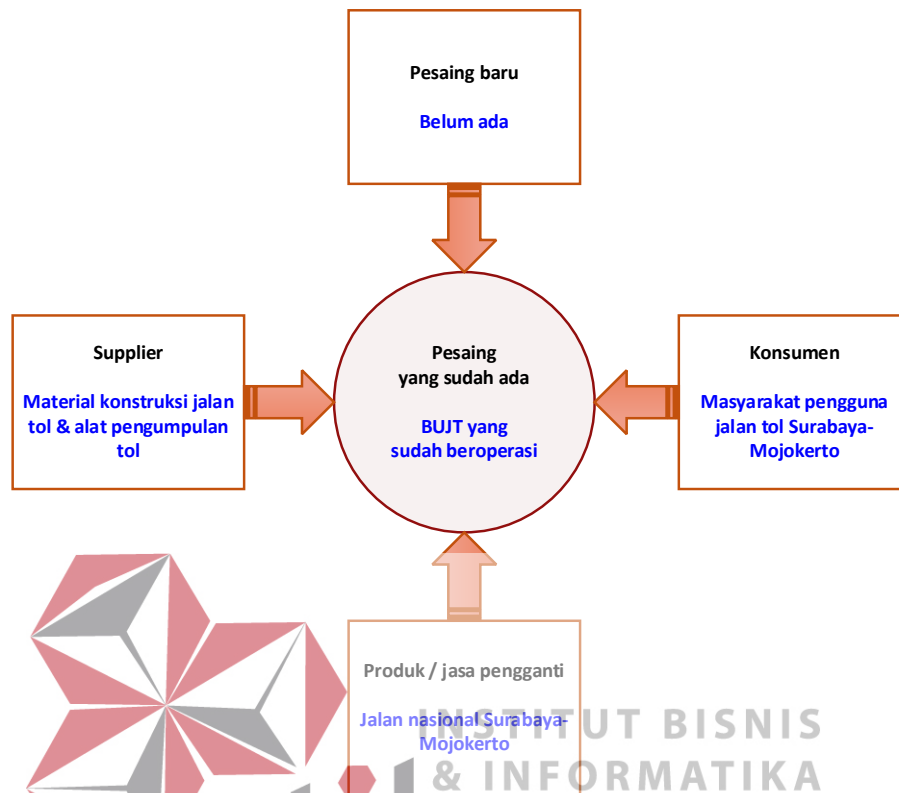 Pesaing baru
Belum ada
Supplier
Material konstruksi jalan
tol & alat pengumpulan
tol
Pesaing
yang sudah ada
BUJT yang
sudah beroperasi
Konsumen
Masyarakat pengguna
jalan tol Surabaya-
Mojokerto
Produk / jasa pengganti
Jalan nasional Surabaya-
Mojokerto
INSTITUT BISNIS
& INFORMATIKA